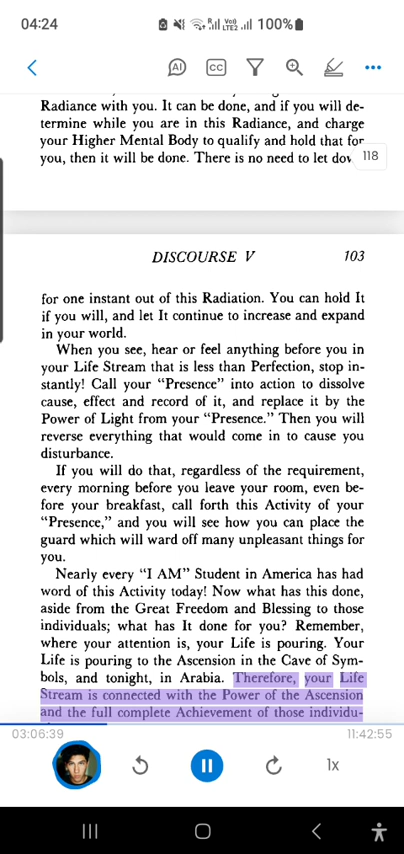 04:24
Voi)
LTE2
100%
AI
CC
Radiance with you. It can be done, and if you will de-
termine while you are in this Radiance, and charge
your Higher Mental Body to qualify and hold that for
you, then it will be done. There is no need to let
118
DISCOURSE V 103
for one instant out of this Radiation. You can hold It
if you will, and let It continue to increase and expand
in your world.
When you see, hear or feel anything before you in
your Life Stream that is less than Perfection, stop in-
stantly! Call your “Presence” into action to dissolve
cause, effect and record of it, and replace it by the
Power of Light from your “Presence.” Then you will
reverse everything that would come in to cause you
disturbance.
If you will do that, regardless of the requirement,
every morning before you leave your room, even be-
fore your breakfast, call forth this Activity of your
“Presence,” and you will see how you can place the
guard which will ward off many unpleasant things for
you.
Nearly every “I AM” Student in America has had
word of this Activity today! Now what has this done,
aside from the Great Freedom and Blessing to those
individuals; what has It done for you? Remember,
where your attention is, your Life is pouring. Your
Life is pouring to the Ascension in the Cave of Sym-
bols, and tonight, in Arabia. Therefore, your Life
Stream is connected with the Power of the Ascension
and the full complete Achievement of those individu-
03:06:39 11:42:55
1x